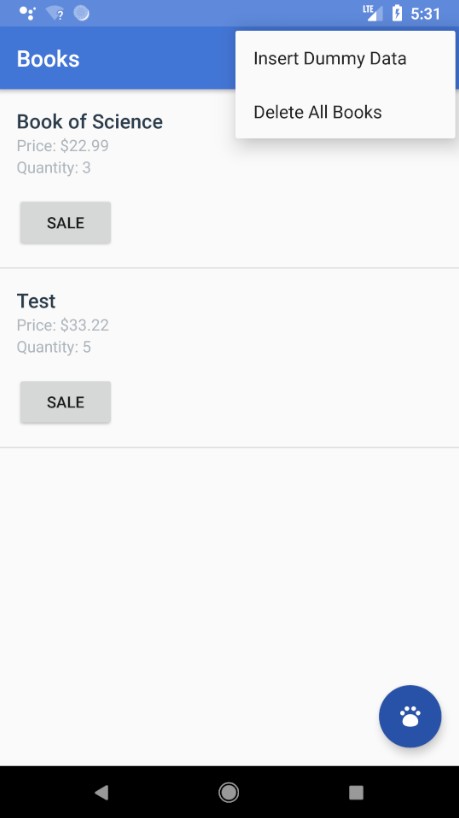 LTE 5:31
Books
Insert Dummy Data
Delete All Books
Book of Science
Price: $22.99
Quantity: 3
SALE
Test
Price: $33.22
Quantity: 5
SALE